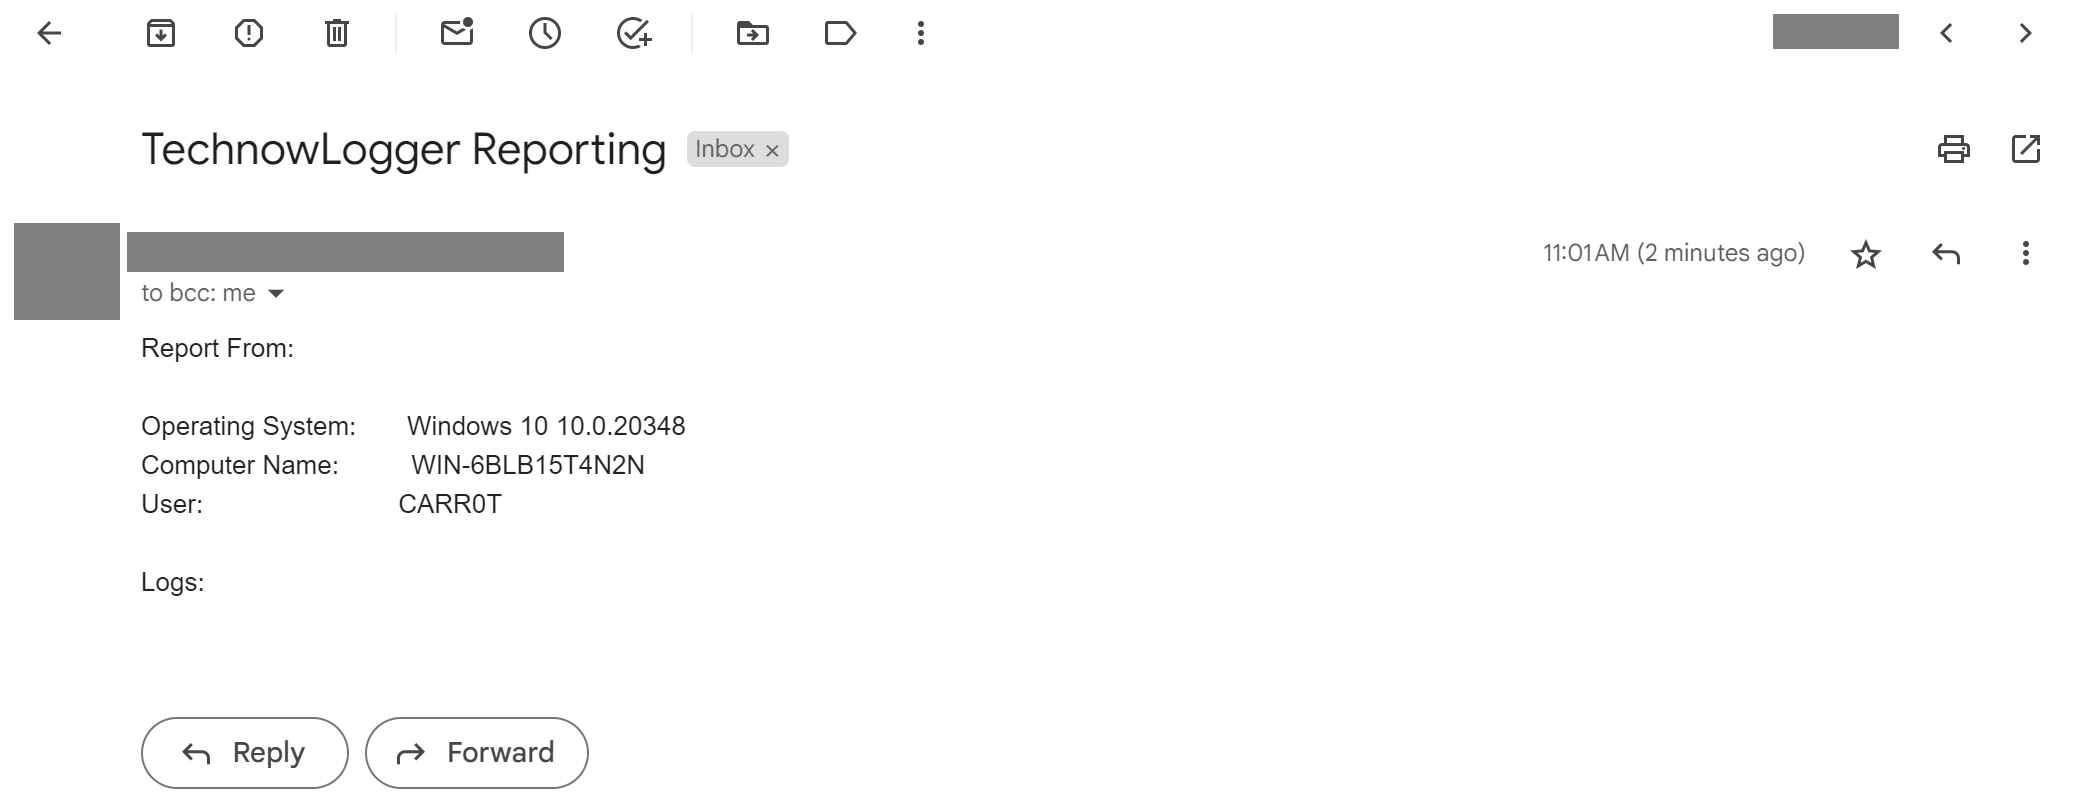 TechnowLogger Reporting Inbox ×
11:01 AM (2 minutes ago)
to bcc: me
Report From:
Operating System: Windows 10 10.0.20348
Computer Name: WIN-6BLB15T4N2N
User: CARR0T
Logs:
Reply Forward